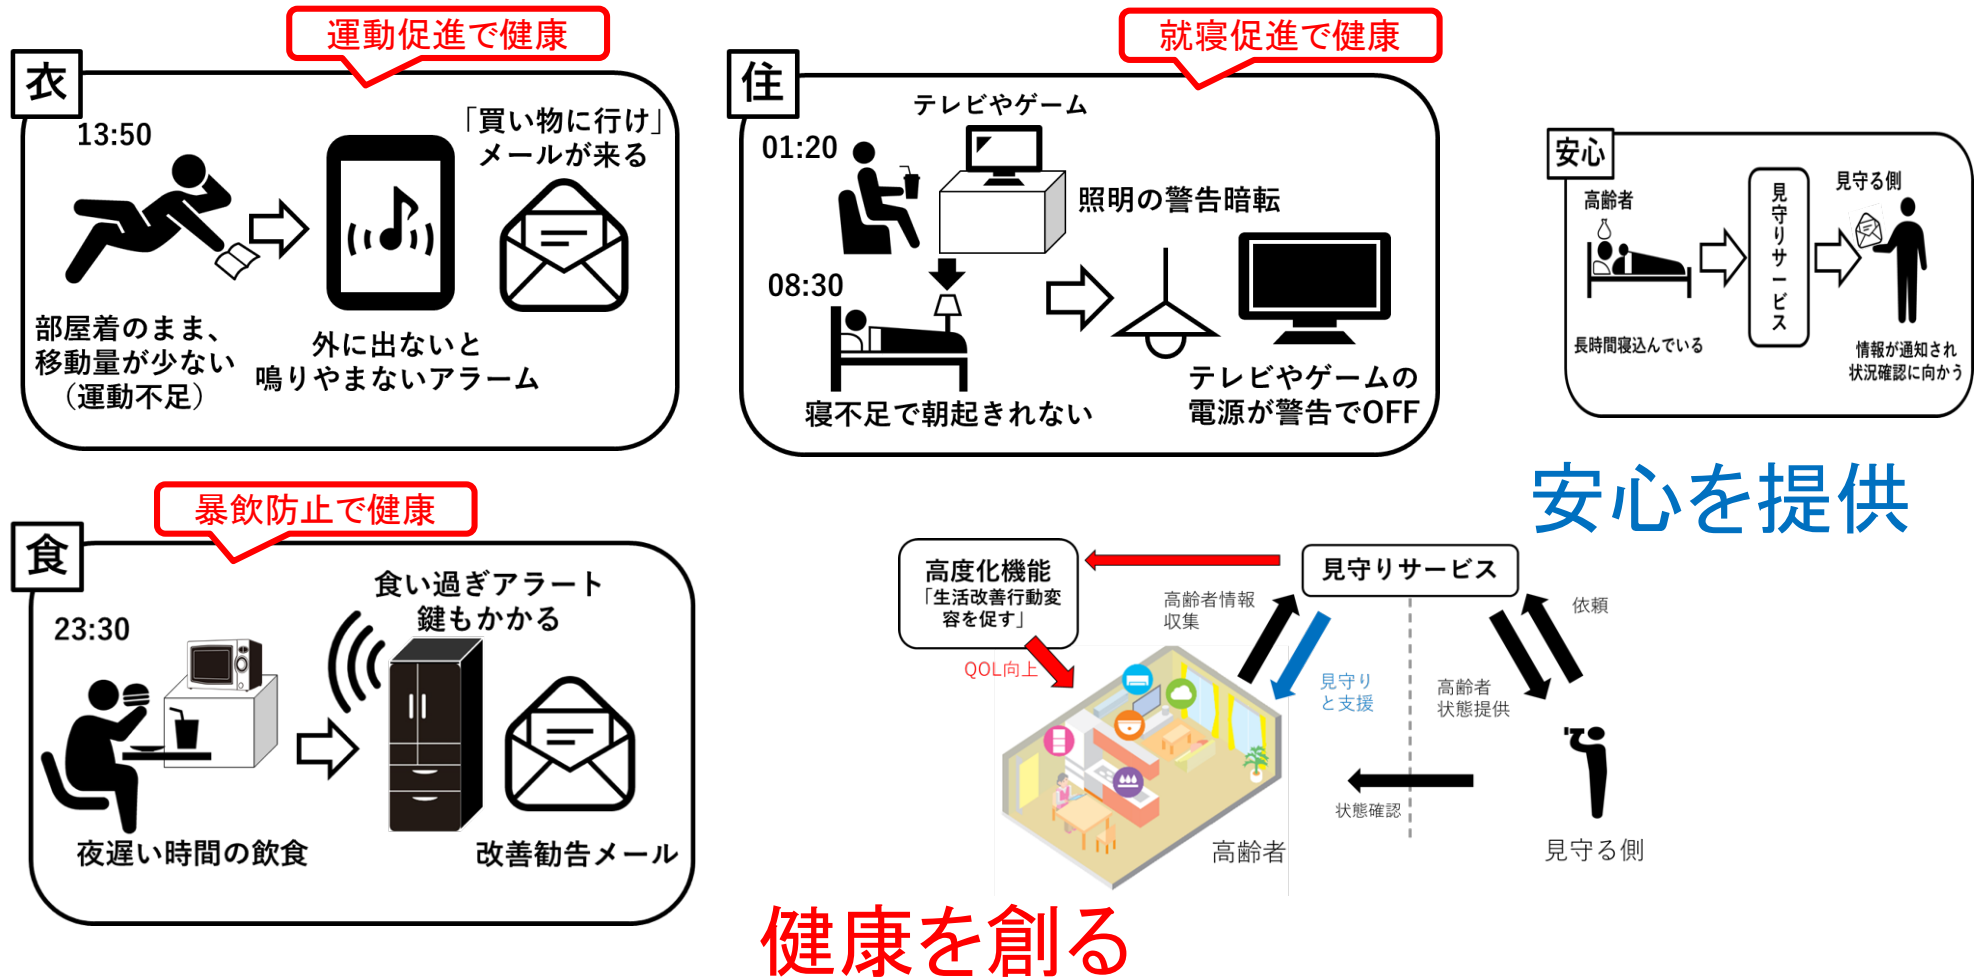 運動促進で健康
衣
13:50
「買い物に行け」
メールが来る
部屋着のまま、
移動量が少ない
（運動不足）
外に出ないと
鳴りやまないアラーム
就寝促進で健康
住
テレビやゲーム
01:20
照明の警告暗転
08:30
寝不足で朝起きれない
テレビやゲームの
電源が警告でOFF
安心
高齢者
見守りサービス
見守る側
長時間寝込んでいる
情報が通知され
状況確認に向かう
安心を提供
暴飲防止で健康
食
23:30
食い過ぎアラート
鍵もかかる
夜遅い時間の飲食
改善勧告メール
高度化機能
「生活改善行動変
容を促す」
見守りサービス
高齢者情報
収集
依頼
QOL向上
見守り
と支援
高齢者
状態提供
状態確認
高齢者
見守る側
健康を創る